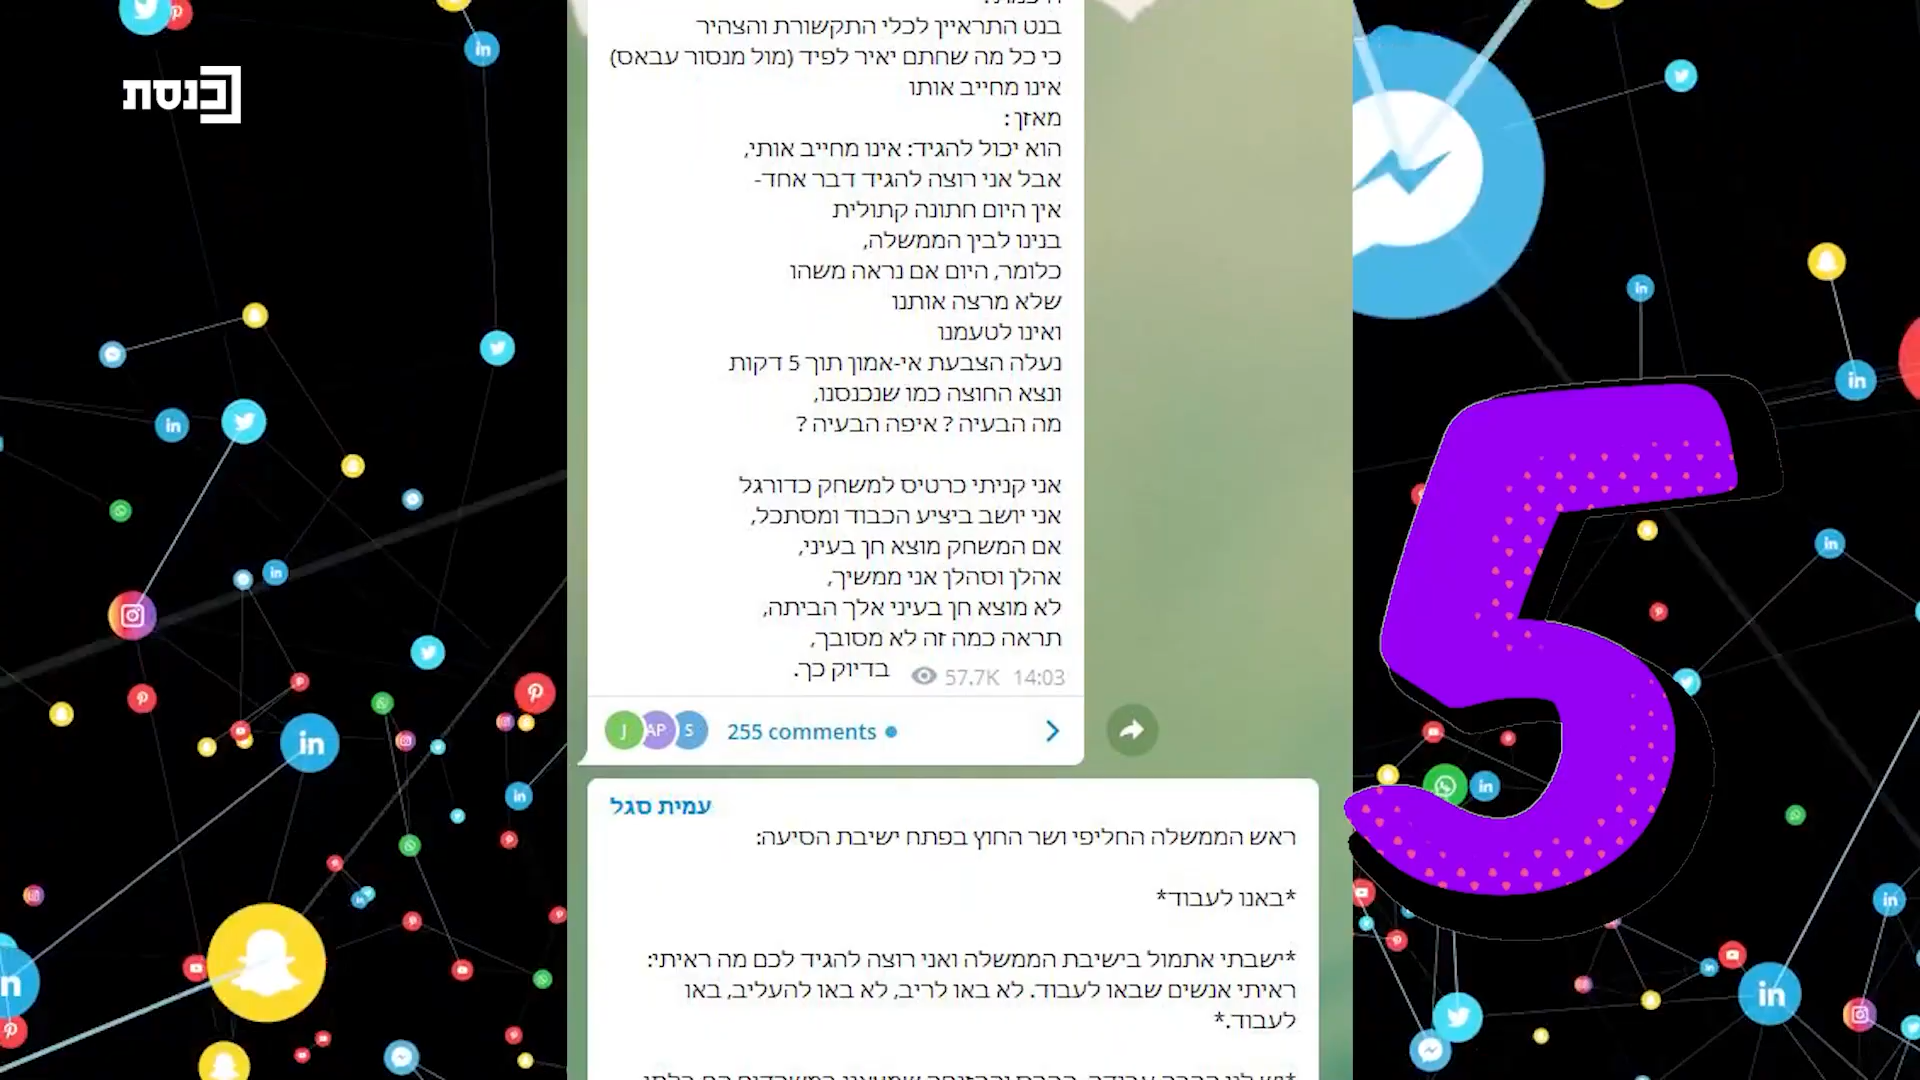 כנסת
בנט התראיין לכלי התקשורת והצהיר
כי כל מה שחתם יאיר לפיד (מול מנסור עבאס)
אינו מחייב אותו
מאזן :
הוא יכול להגיד: אינו מחייב אותי,
אבל אני רוצה להגיד דבר אחד-
אין היום חתונה קתולית
בנינו לבין הממשלה,
כלומר, היום אם נראה משהו
שלא מרצה אותנו
ואינו לטעמנו
נעלה הצבעת אי-אמון תוך 5 דקות
ונצא החוצה כמו שנכנסנו,
מה הבעיה ? איפה הבעיה ?
אני קניתי כרטיס למשחק כדורגל
אני יושב ביציע הכבוד ומסתכל,
אם המשחק מוצא חן בעיני,
אהלן וסהלן אני ממשיך,
לא מוצא חן בעיני אלך הביתה,
תראה כמה זה לא מסובך,
בדיוק כך.
57.7K 14:03
J AP S 255 comments
עמית סגל
ראש הממשלה החליפי ושר החוץ בפתח ישיבת הסיעה:
*באנו לעבוד*
*ישבתי אתמול בישיבת הממשלה ואני רוצה להגיד לכם מה ראיתי:
ראיתי אנשים שבאו לעבוד. לא באו לריב, לא באו להעליב, באו
לעבוד.*
5